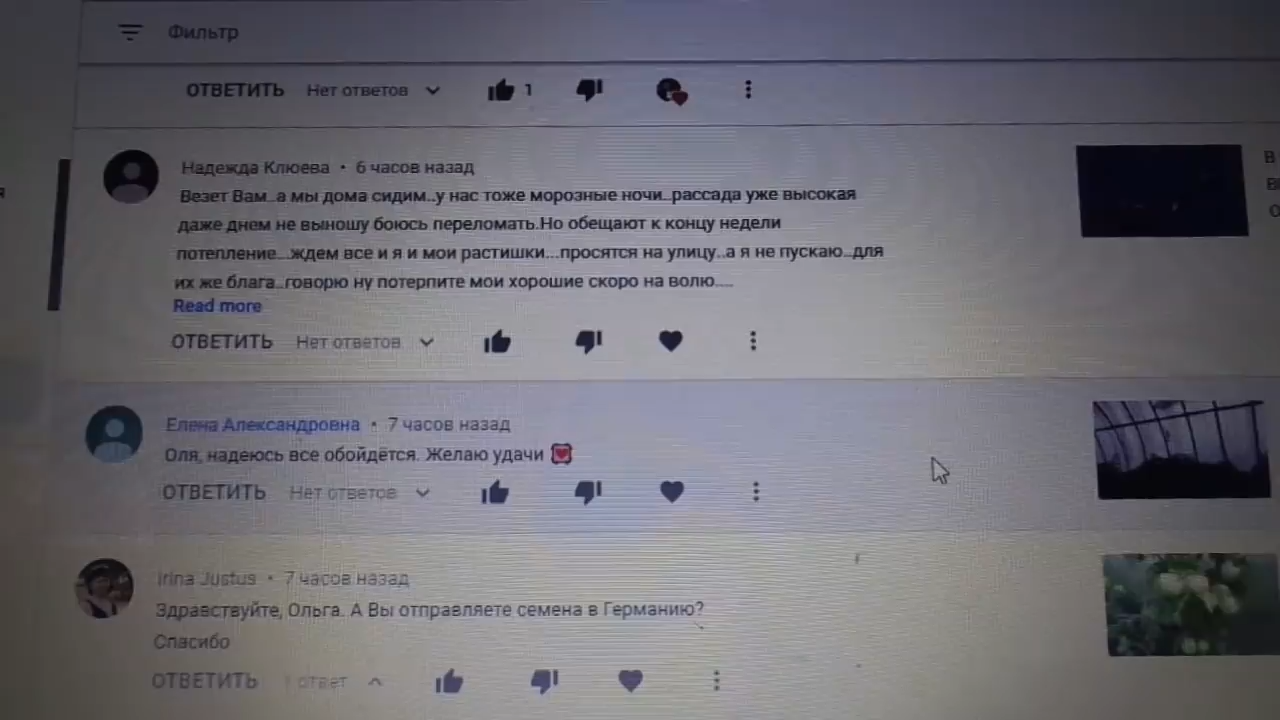 Фильтр
ОТВЕТИТЬ Нет ответов 1
Надежда Клюева • 6 часов назад
Везет Вам..а мы дома сидим..у нас тоже морозные ночи..рассада уже высокая
даже днем не выношу боюсь переломать.Но обещают к концу недели
потепление...ждем все и я и мои растишки...просятся на улицу..а я не пускаю..для
их же блага..говорю ну потерпите мои хорошие скоро на волю....
Read more
ОТВЕТИТЬ Нет ответов
Елена Александровна • 7 часов назад
Оля, надеюсь все обойдётся. Желаю удачи 💟
ОТВЕТИТЬ Нет ответов
Irina Justus • 7 часов назад
Здравствуйте, Ольга. А Вы отправляете семена в Германию?
Спасибо
ОТВЕТИТЬ 1 ответ